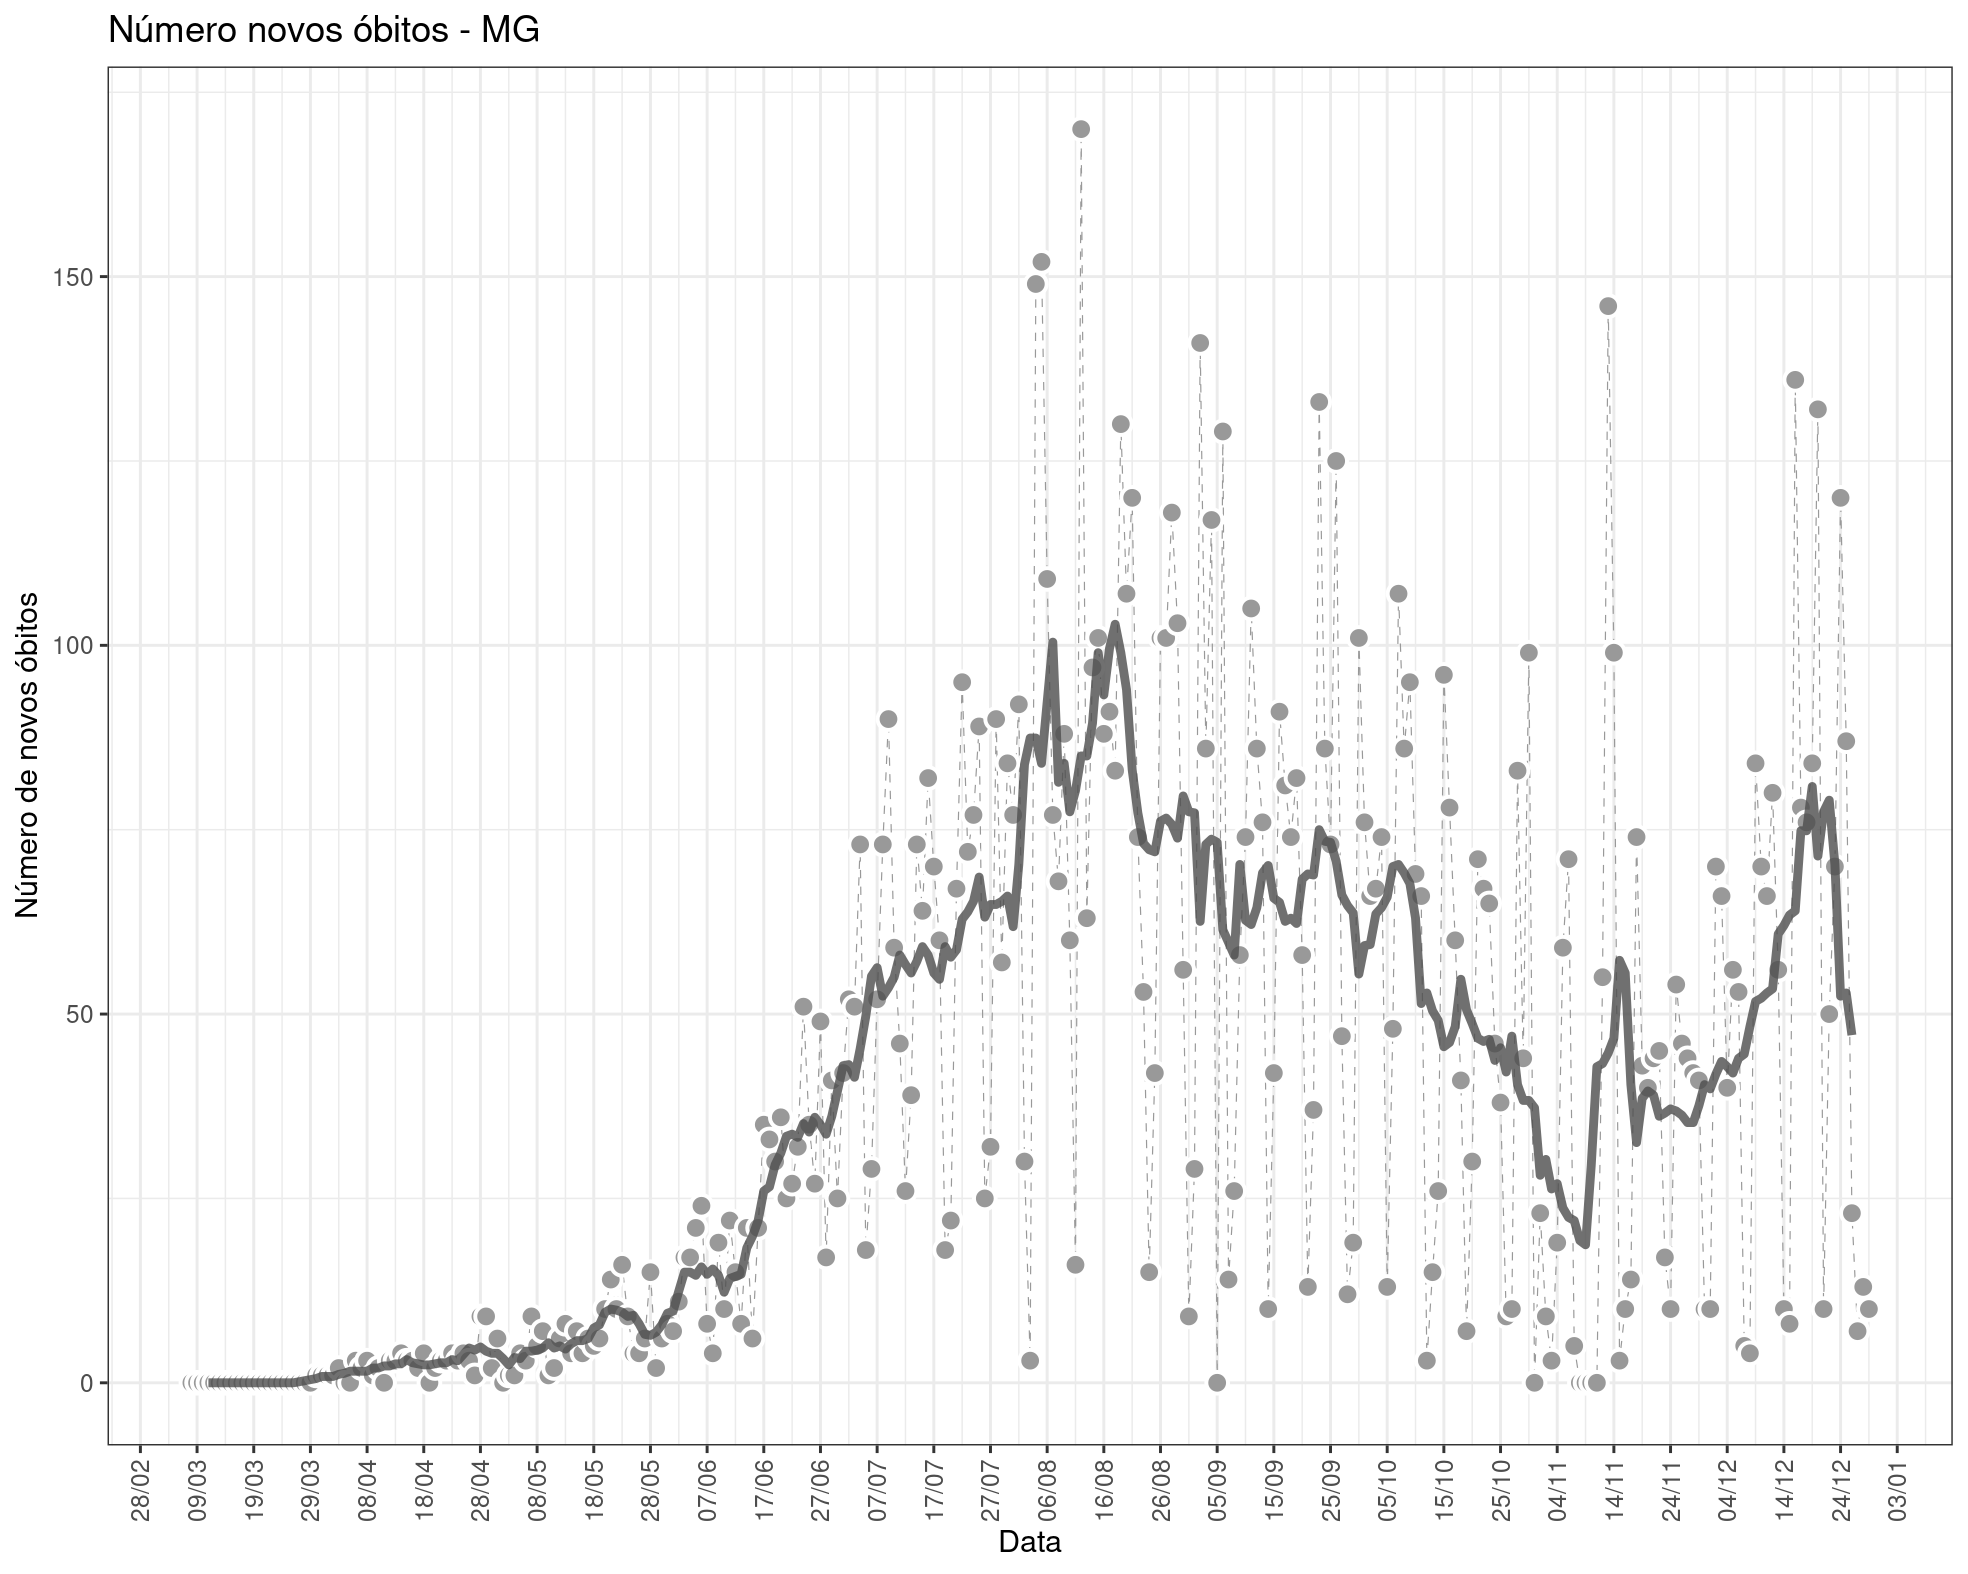 Número novos óbitos - MG
Número de novos óbitos
150
100
50
0
28/02 09/03 19/03 29/03 08/04 18/04 28/04 08/05 18/05 28/05 07/06 17/06 27/06 07/07 17/07 27/07 06/08 16/08 26/08 05/09 15/09 25/09 05/10 15/10 25/10 04/11 14/11 24/11 04/12 14/12 24/12 03/01
Data